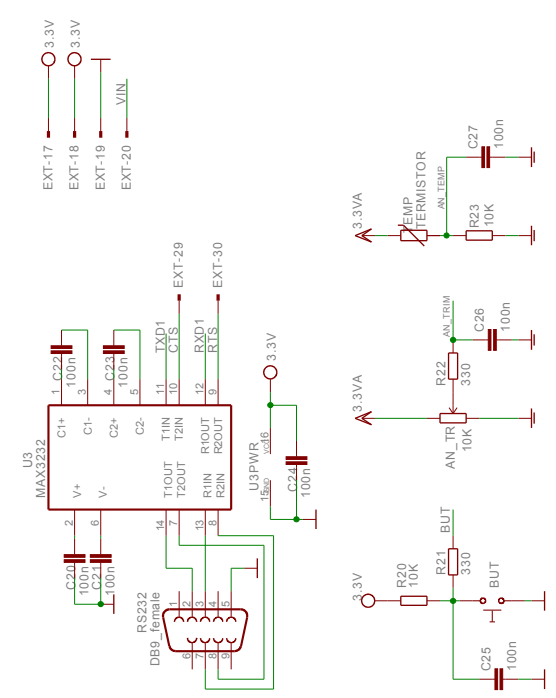 3.3V
3.3V
VIN
EXT-17
EXT-18
EXT-19
EXT-20
C27
100n
TEMP
TERMISTOR
AN_TEMP
R23
10K
3.3VA
EXT-29
EXT-30
TXD1
CTS
RXD1
RTS
C22
100n
C23
100n
1
3
4
5
11
10
12
9
U3
MAX3232
C1+
C1-
C2+
C2-
T1IN
T2IN
R1OUT
R2OUT
V+
V-
T1OUT
T2OUT
R1IN
R2IN
2
6
14
7
13
8
C20
100n
C21
100n
3.3V
U3PWR
VCC
16
15
GND
C24
100n
AN_TRIM
C26
100n
R22
330
3.3VA
AN_TR
10K
BUT
R21
330
R20
10K
3.3V
BUT
C25
100n
RS232
DB9_female
1
2
3
4
5
6
7
8
9